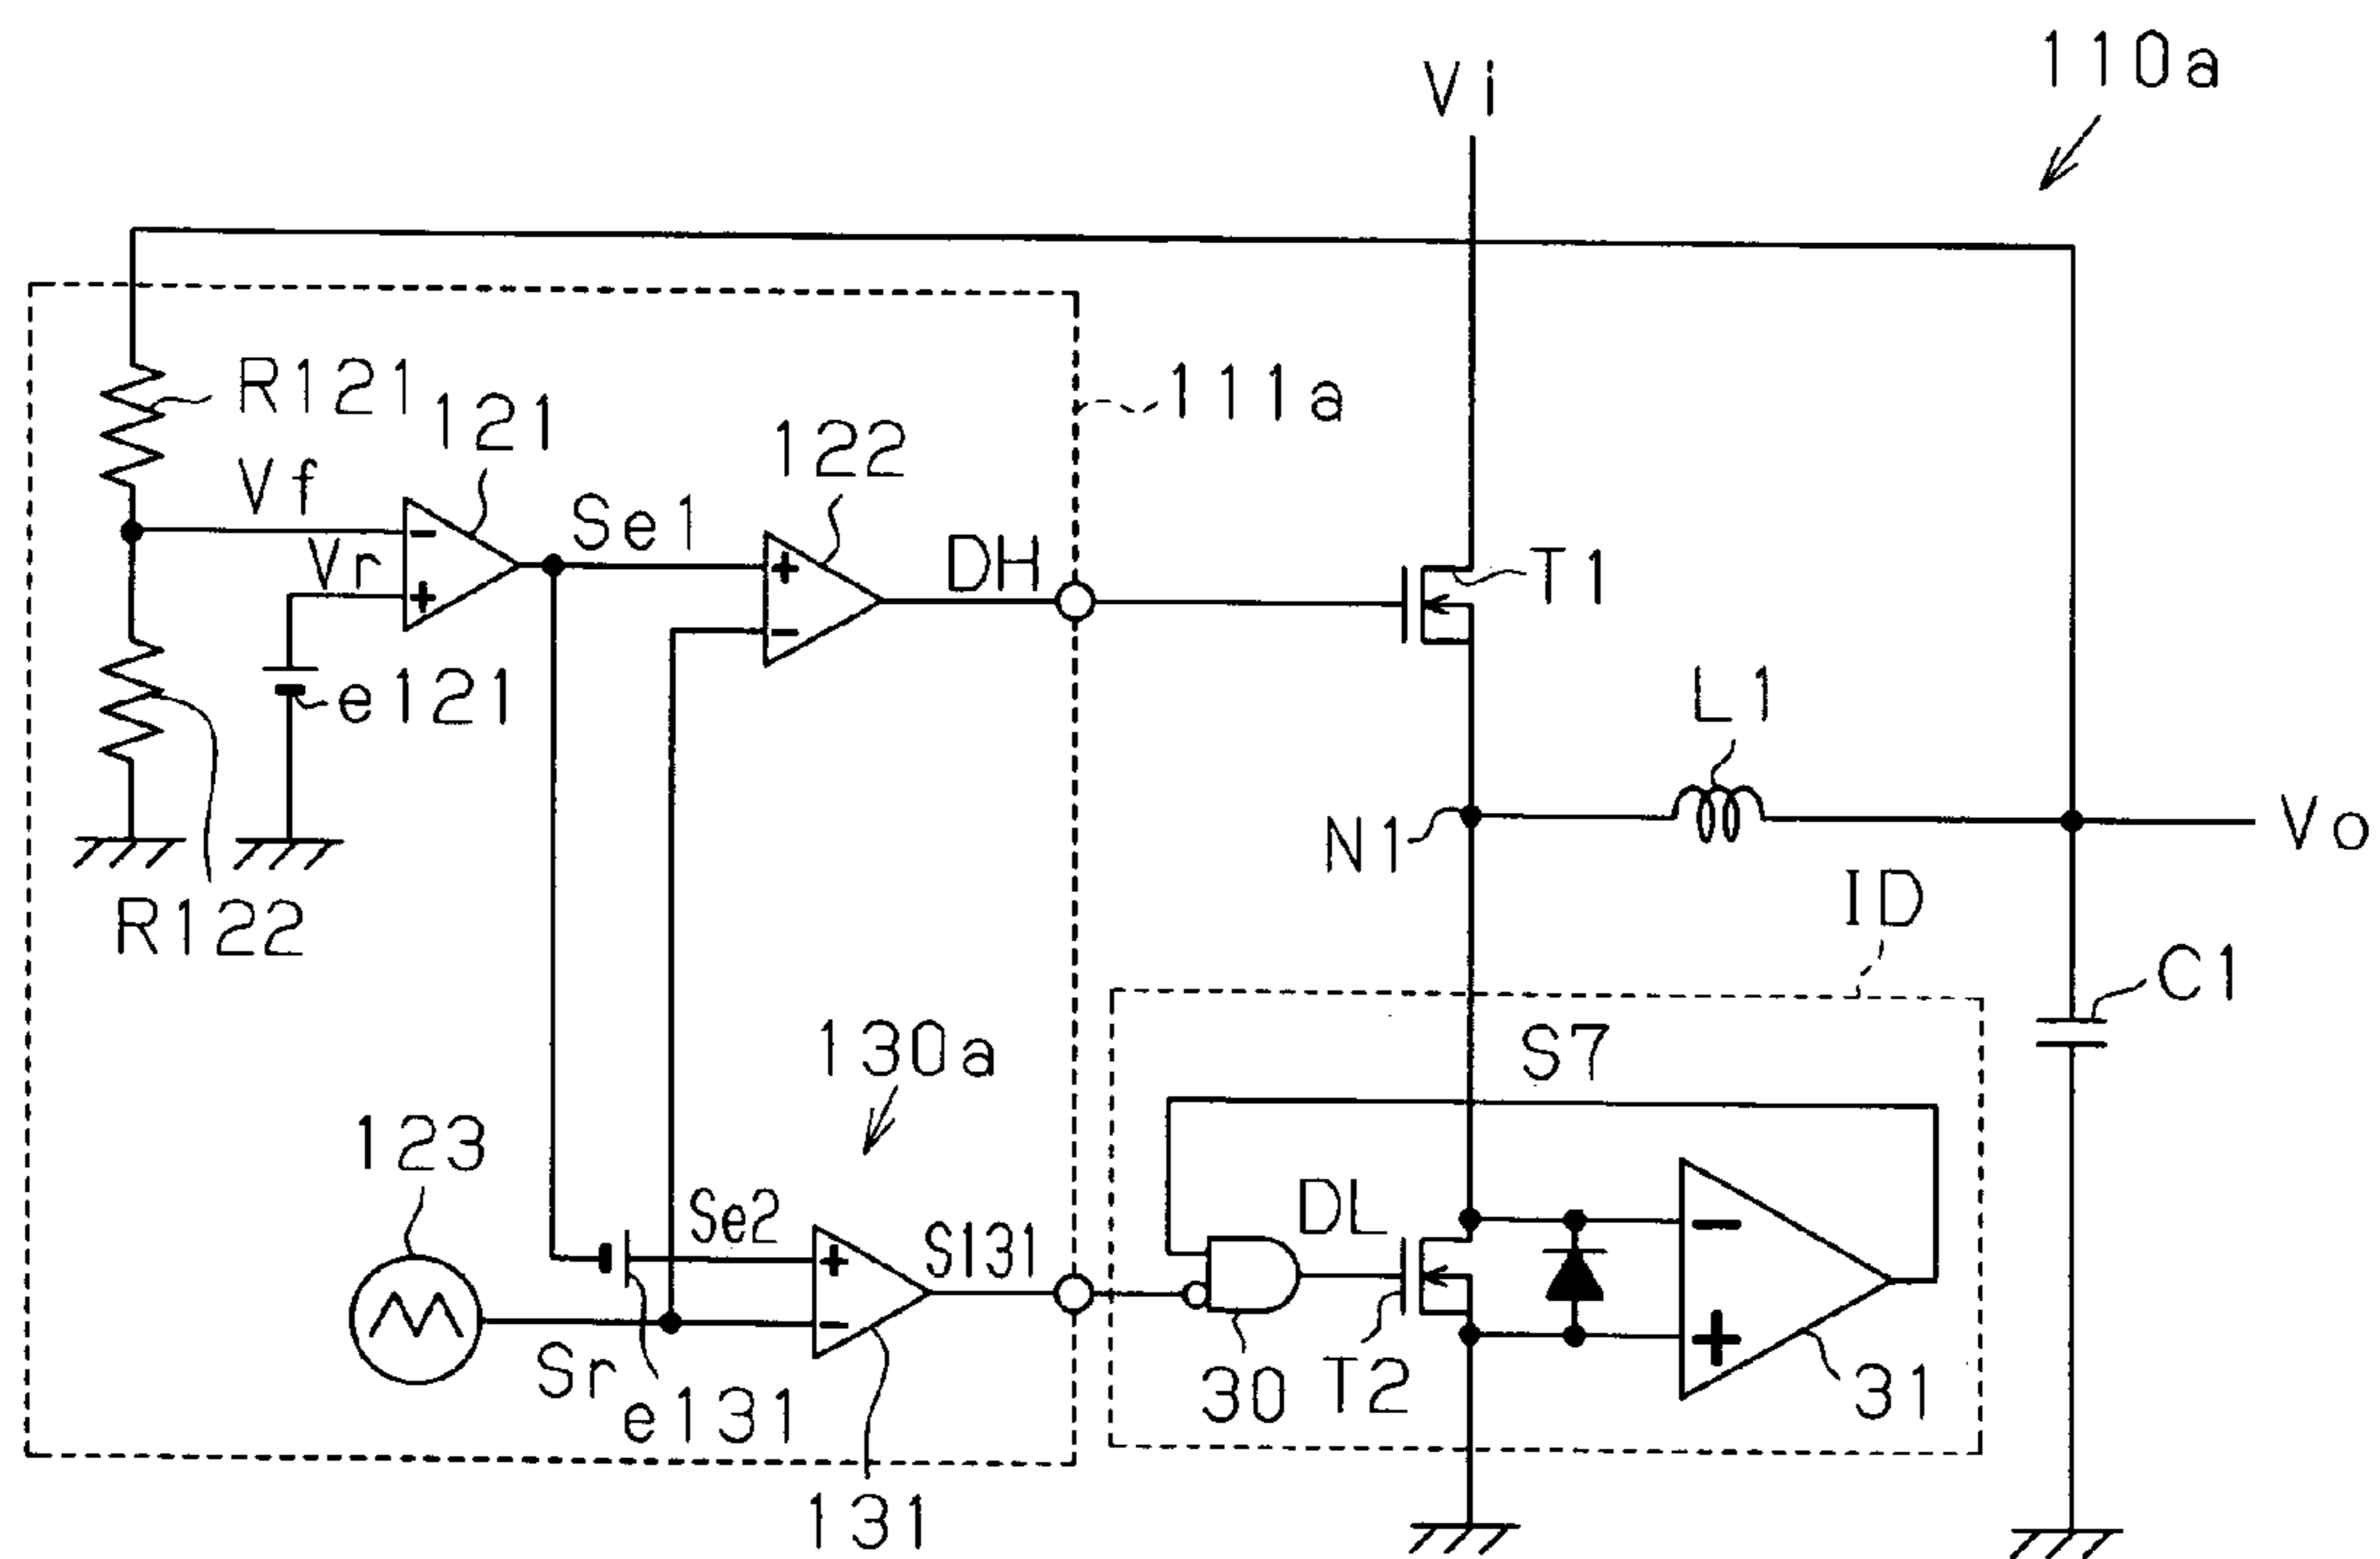 110a
Vi
R121
121
111a
122
Vf
Se1
DH
Vr
T1
e121
L1
N1
Vo
ID
R122
C1
130a
S7
123
Se2
DL
S131
Sr
e131
30
T2
31
131